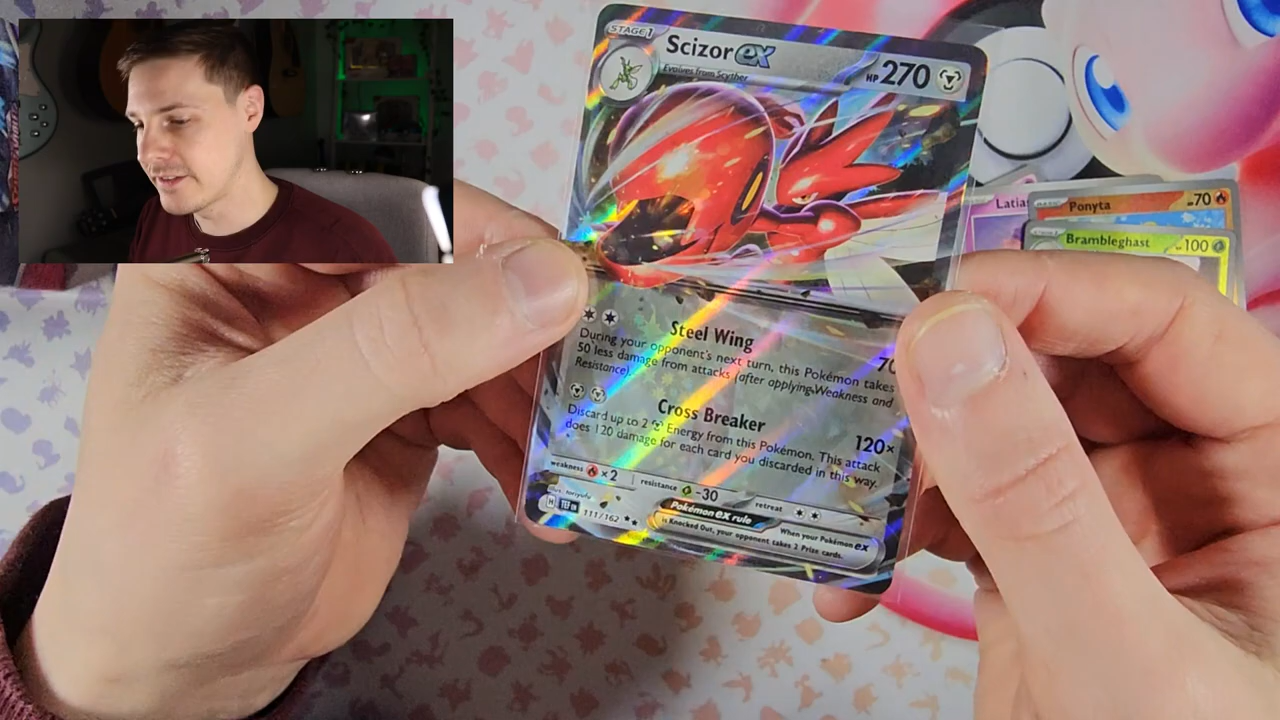 STAGE 1
Scizor ex
Evolves from Scyther
HP 270
Steel Wing
70
During your opponent's next turn, this Pokémon takes
50 less damage from attacks (after applying Weakness and
Resistance).
Cross Breaker
120×
Discard up to 2 Energy from this Pokémon. This attack
does 120 damage for each card you discarded in this way.
weakness ×2 resistance -30 retreat
H TEF EN 111/162 ★★
Pokémon ex rule
When your Pokémon ex
is Knocked Out, your opponent takes 2 Prize cards.
Latias
BASIC Ponyta 70
Brambleghast 100